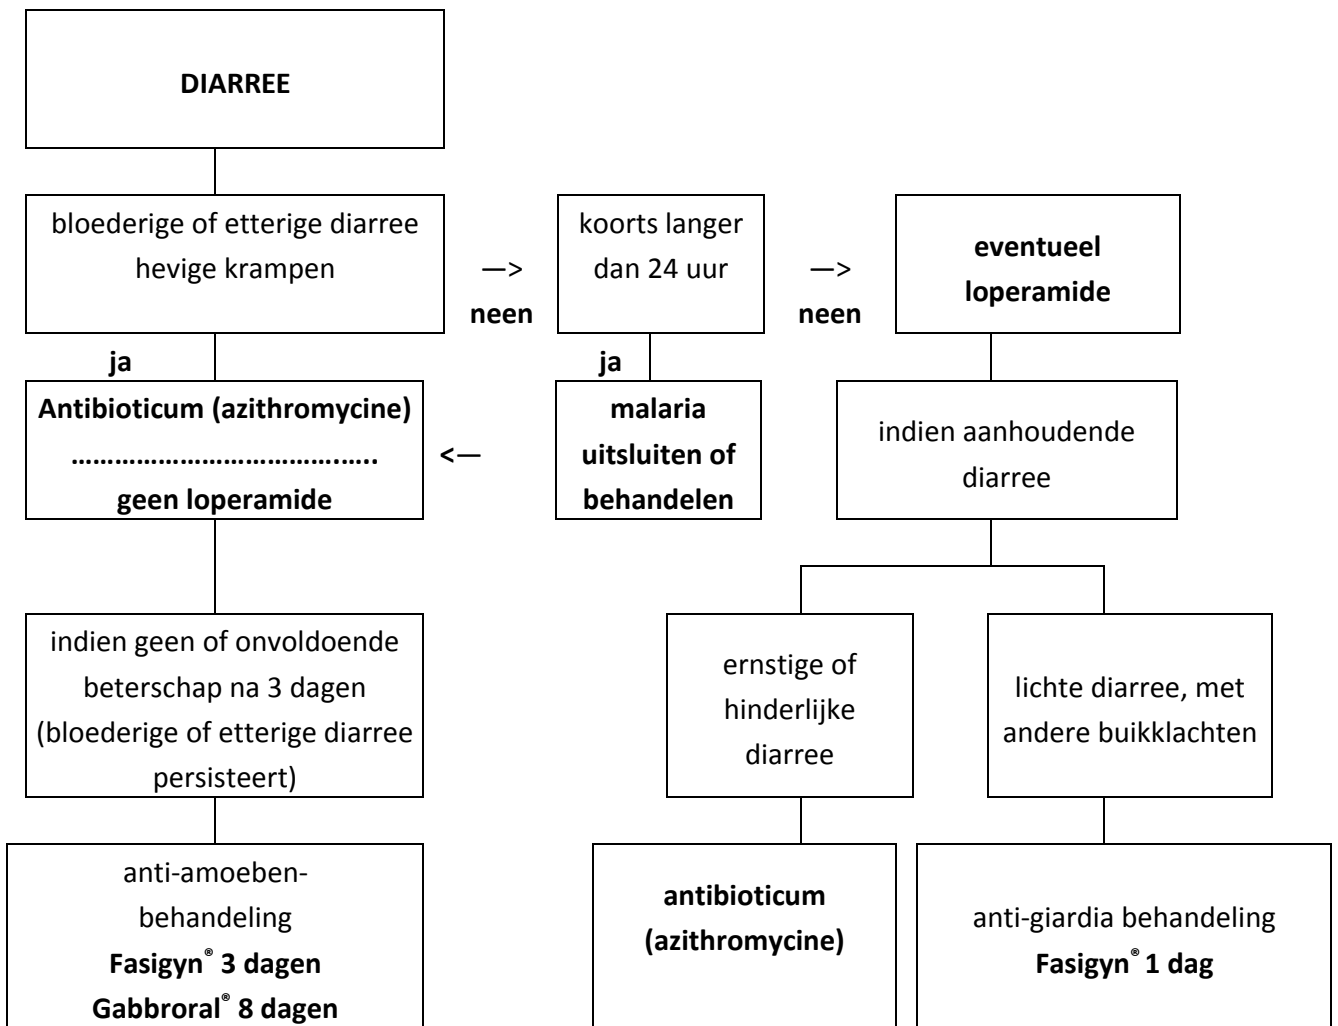 DIARREE
bloederige of etterige diarree
hevige krampen
—>
neen
koorts langer
dan 24 uur
—>
neen
eventueel
loperamide
ja
ja
Antibioticum (azithromycine)
……………………………….…..
geen loperamide
<—
malaria
uitsluiten of
behandelen
indien aanhoudende
diarree
indien geen of onvoldoende
beterschap na 3 dagen
(bloederige of etterige diarree
persisteert)
ernstige of
hinderlijke
diarree
lichte diarree, met
andere buikklachten
anti-amoeben-
behandeling
Fasigyn® 3 dagen
Gabbroral® 8 dagen
antibioticum
(azithromycine)
anti-giardia behandeling
Fasigyn® 1 dag